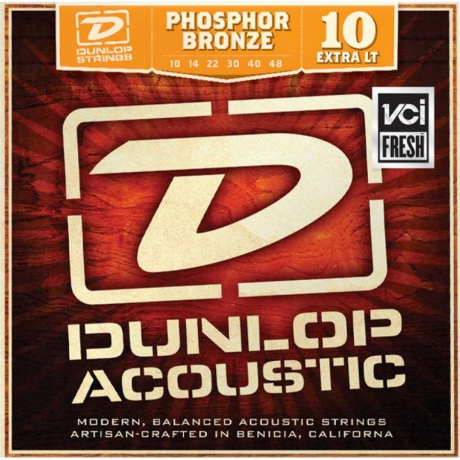 PHOSPHOR
BRONZE
10 14 22 30 40 48
10
EXTRA LT
D
DUNLOP
STRINGS
VCI
FRESH
D
DUNLOP
ACOUSTIC
MODERN, BALANCED ACOUSTIC STRINGS
ARTISAN-CRAFTED IN BENICIA, CALIFORNA